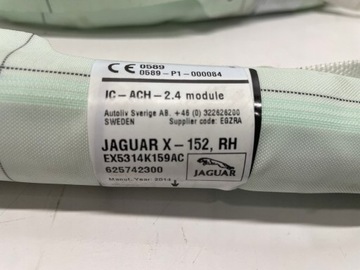 CE 0589
0589-P1-000084
IC-ACH-2.4 module
Autoliv Sverige AB, +46 (0) 322626200
SWEDEN Supplier code: EGZRA
JAGUAR X-152, RH
EX5314K159AC
625742300
JAGUAR
Manuf. Year 2014